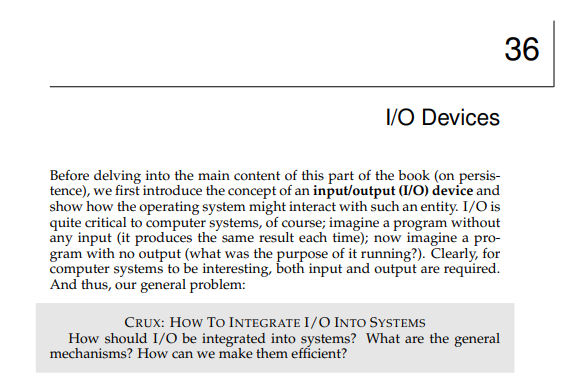 36
I/O Devices
Before delving into the main content of this part of the book (on persis-
tence), we first introduce the concept of an input/output (I/O) device and
show how the operating system might interact with such an entity. I/O is
quite critical to computer systems, of course; imagine a program without
any input (it produces the same result each time); now imagine a pro-
gram with no output (what was the purpose of it running?). Clearly, for
computer systems to be interesting, both input and output are required.
And thus, our general problem:
CRUX: HOW TO INTEGRATE I/O INTO SYSTEMS
How should I/O be integrated into systems? What are the general
mechanisms? How can we make them efficient?